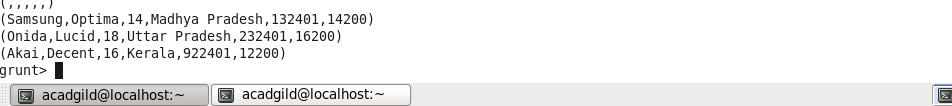 (,,,,,)
(Samsung,Optima,14,Madhya Pradesh,132401,14200)
(Onida,Lucid,18,Uttar Pradesh,232401,16200)
(Akai,Decent,16,Kerala,922401,12200)
grunt>
acadgild@localhost:~ acadgild@localhost:~